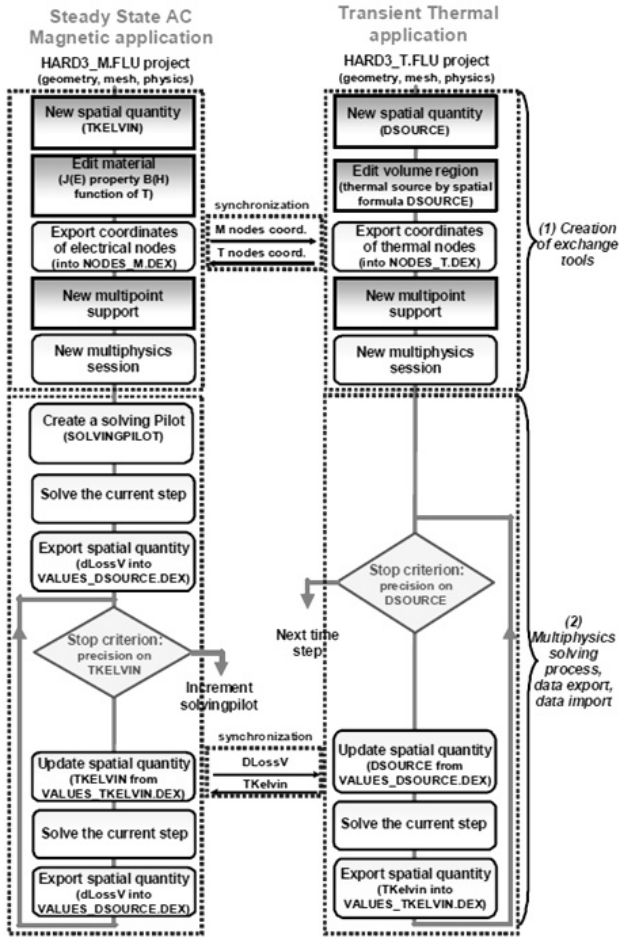 Steady State AC
Magnetic application
HARD3_M.FLU project
(geometry, mesh, physics)
New spatial quantity
(TKELVIN)
Edit material
(J(E) property B(H)
function of T)
Export coordinates
of electrical nodes
(into NODES_M.DEX)
New multipoint
support
New multiphysics
session
Create a solving Pilot
(SOLVINGPILOT)
Solve the current step
Export spatial quantity
(dLossV into
VALUES_DSOURCE.DEX)
Stop criterion:
precision on
TKELVIN
Increment
solvingpilot
Update spatial quantity
(TKELVIN from
VALUES_TKELVIN.DEX)
Solve the current step
Export spatial quantity
(dLossV into
VALUES_DSOURCE.DEX)
synchronization
M nodes coord.
T nodes coord.
synchronization
DLossV
TKelvin
Transient Thermal
application
HARD3_T.FLU project
(geometry, mesh, physics)
New spatial quantity
(DSOURCE)
Edit volume region
(thermal source by spatial
formula DSOURCE)
Export coordinates
of thermal nodes
(into NODES_T.DEX)
New multipoint
support
New multiphysics
session
Stop criterion:
precision on
DSOURCE
Next time
step
Update spatial quantity
(DSOURCE from
VALUES_DSOURCE.DEX)
Solve the current step
Export spatial quantity
(TKelvin into
VALUES_TKELVIN.DEX)
(1) Creation
of exchange
tools
(2)
Multiphysics
solving
process,
data export,
data import